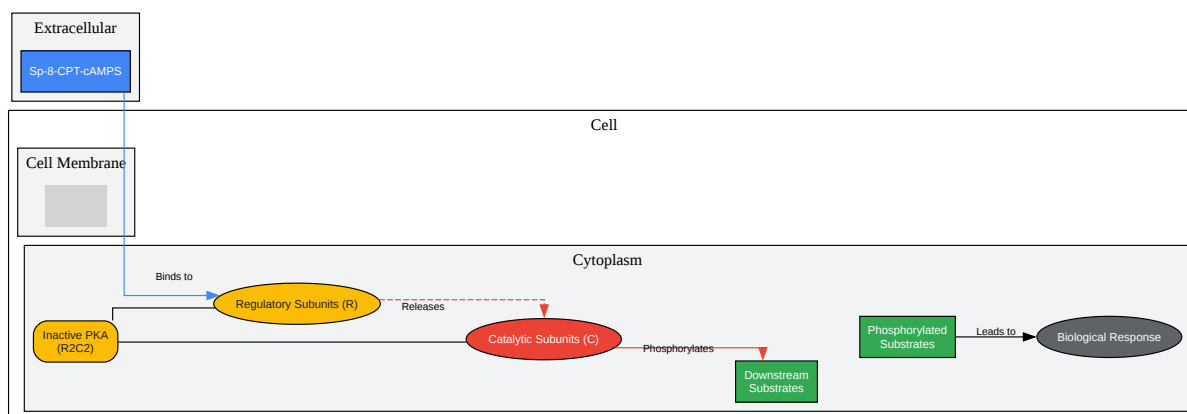 Extracellular
Sp-8-CPT-cAMPS
Cell
Cell Membrane
Cytoplasm
Binds to
Regulatory Subunits (R)
Releases
Inactive PKA
(R2C2)
Catalytic Subunits (C)
Phosphorylates
Downstream
Substrates
Phosphorylated
Substrates
Leads to
Biological Response